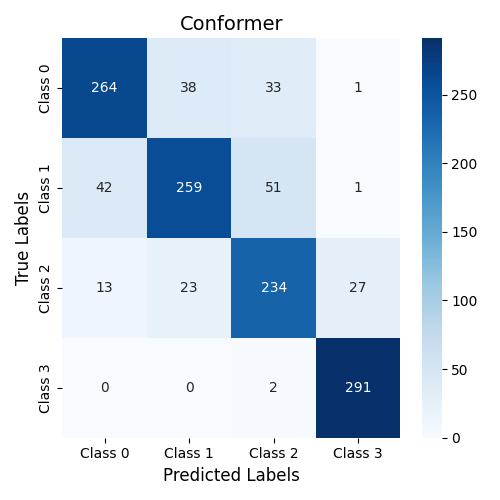 Conformer
True Labels
Class 0
264 38 33 1
Class 1
42 259 51 1
Class 2
13 23 234 27
Class 3
0 0 2 291
Class 0 Class 1 Class 2 Class 3
Predicted Labels
250
200
150
100
50
0